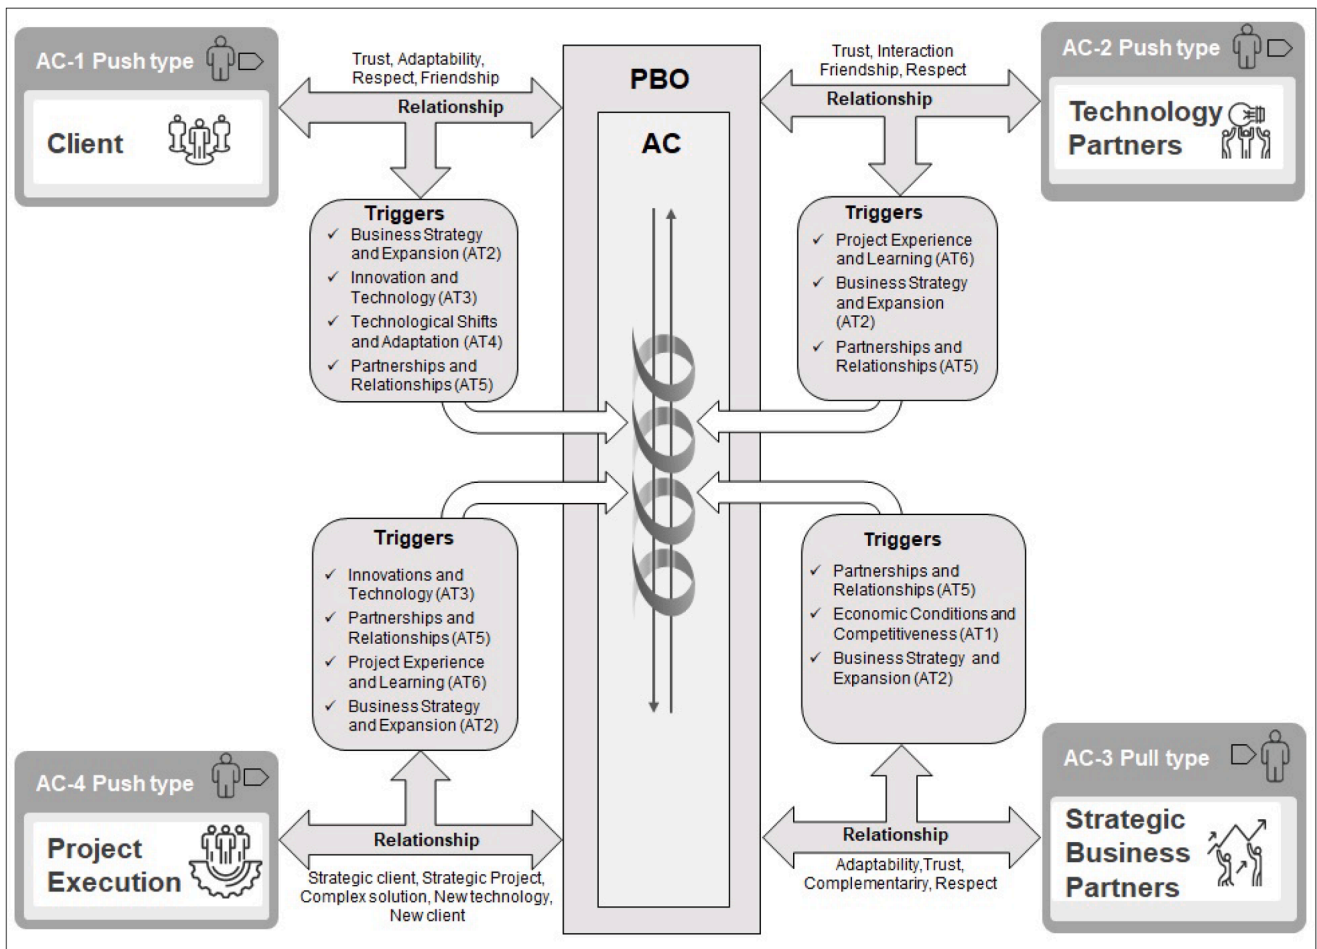 AC-1 Push type
Client
Trust, Adaptability,
Respect, Friendship
Relationship
Triggers
✓ Business Strategy
and Expansion (AT2)
✓ Innovation and
Technology (AT3)
✓ Technological Shifts
and Adaptation (AT4)
✓ Partnerships and
Relationships (AT5)
PBO
AC
Trust, Interaction
Friendship, Respect
Relationship
AC-2 Push type
Technology
Partners
Triggers
✓ Project Experience
and Learning (AT6)
✓ Business Strategy
and Expansion
(AT2)
✓ Partnerships and
Relationships (AT5)
Triggers
✓ Innovations and
Technology (AT3)
✓ Partnerships and
Relationships (AT5)
✓ Project Experience
and Learning (AT6)
✓ Business Strategy
and Expansion (AT2)
AC-4 Push type
Project
Execution
Relationship
Strategic client, Strategic Project,
Complex solution, New technology,
New client
Triggers
✓ Partnerships and
Relationships (AT5)
✓ Economic Conditions and
Competitiveness (AT1)
✓ Business Strategy and
Expansion (AT2)
Relationship
Adaptability,Trust,
Complementariry, Respect
AC-3 Pull type
Strategic
Business
Partners